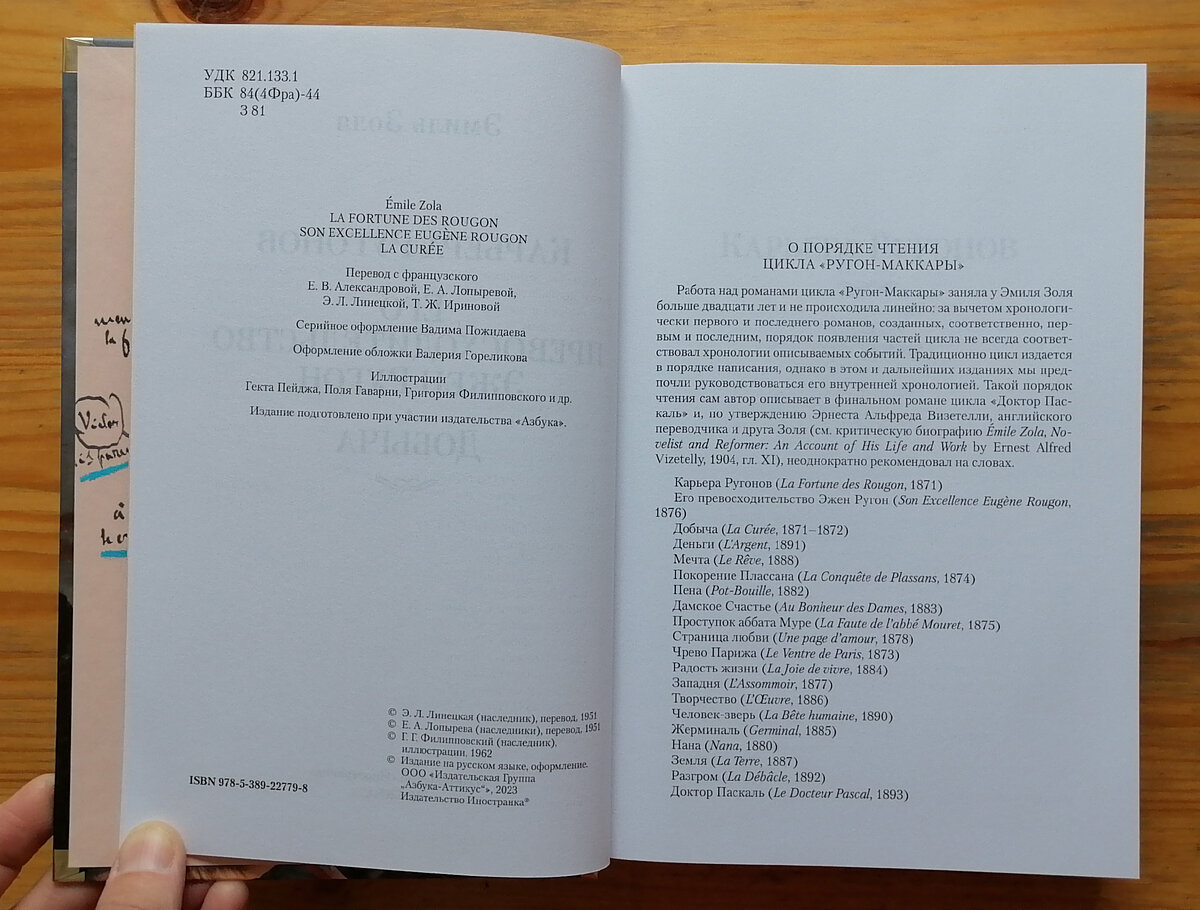 УДК 821.133.1
ББК 84(4Фра)-44
З 81
Émile Zola
LA FORTUNE DES ROUGON
SON EXCELLENCE EUGÈNE ROUGON
LA CURÉE
Перевод с французского
Е. В. Александровой, Е. А. Лопыревой,
Э. Л. Линецкой, Т. Ж. Ириновой
Серийное оформление Вадима Пожидаева
Оформление обложки Валерия Гореликова
Иллюстрации
Гекта Пейджа, Поля Гаварни, Григория Филипповского и др.
Издание подготовлено при участии издательства «Азбука».
© Э. Л. Линецкая (наследник), перевод, 1951
© Е. А. Лопырева (наследники), перевод, 1951
© Г. Г. Филипповский (наследник),
иллюстрации, 1962
© Издание на русском языке, оформление.
ООО «Издательская Группа
„Азбука-Аттикус“», 2023
Издательство Иностранка®
ISBN 978-5-389-22779-8
О ПОРЯДКЕ ЧТЕНИЯ
ЦИКЛА «РУГОН-МАККАРЫ»
Работа над романами цикла «Ругон-Маккары» заняла у Эмиля Золя
больше двадцати лет и не происходила линейно: за вычетом хронологи-
чески первого и последнего романов, созданных, соответственно, пер-
вым и последним, порядок появления частей цикла не всегда соответ-
ствовал хронологии описываемых событий. Традиционно цикл издается
в порядке написания, однако в этом и дальнейших изданиях мы пред-
почли руководствоваться его внутренней хронологией. Такой порядок
чтения сам автор описывает в финальном романе цикла «Доктор Пас-
каль» и, по утверждению Эрнеста Альфреда Визетелли, английского
переводчика и друга Золя (см. критическую биографию Émile Zola, No-
velist and Reformer: An Account of His Life and Work by Ernest Alfred
Vizetelly, 1904, гл. XI), неоднократно рекомендовал на словах.
Карьера Ругонов (La Fortune des Rougon, 1871)
Его превосходительство Эжен Ругон (Son Excellence Eugène Rougon,
1876)
Добыча (La Curée, 1871–1872)
Деньги (L'Argent, 1891)
Мечта (Le Rêve, 1888)
Покорение Плассана (La Conquête de Plassans, 1874)
Пена (Pot-Bouille, 1882)
Дамское Счастье (Au Bonheur des Dames, 1883)
Проступок аббата Муре (La Faute de l'abbé Mouret, 1875)
Страница любви (Une page d'amour, 1878)
Чрево Парижа (Le Ventre de Paris, 1873)
Радость жизни (La Joie de vivre, 1884)
Западня (L'Assommoir, 1877)
Творчество (L'Œuvre, 1886)
Человек-зверь (La Bête humaine, 1890)
Жерминаль (Germinal, 1885)
Нана (Nana, 1880)
Земля (La Terre, 1887)
Разгром (La Débâcle, 1892)
Доктор Паскаль (Le Docteur Pascal, 1893)